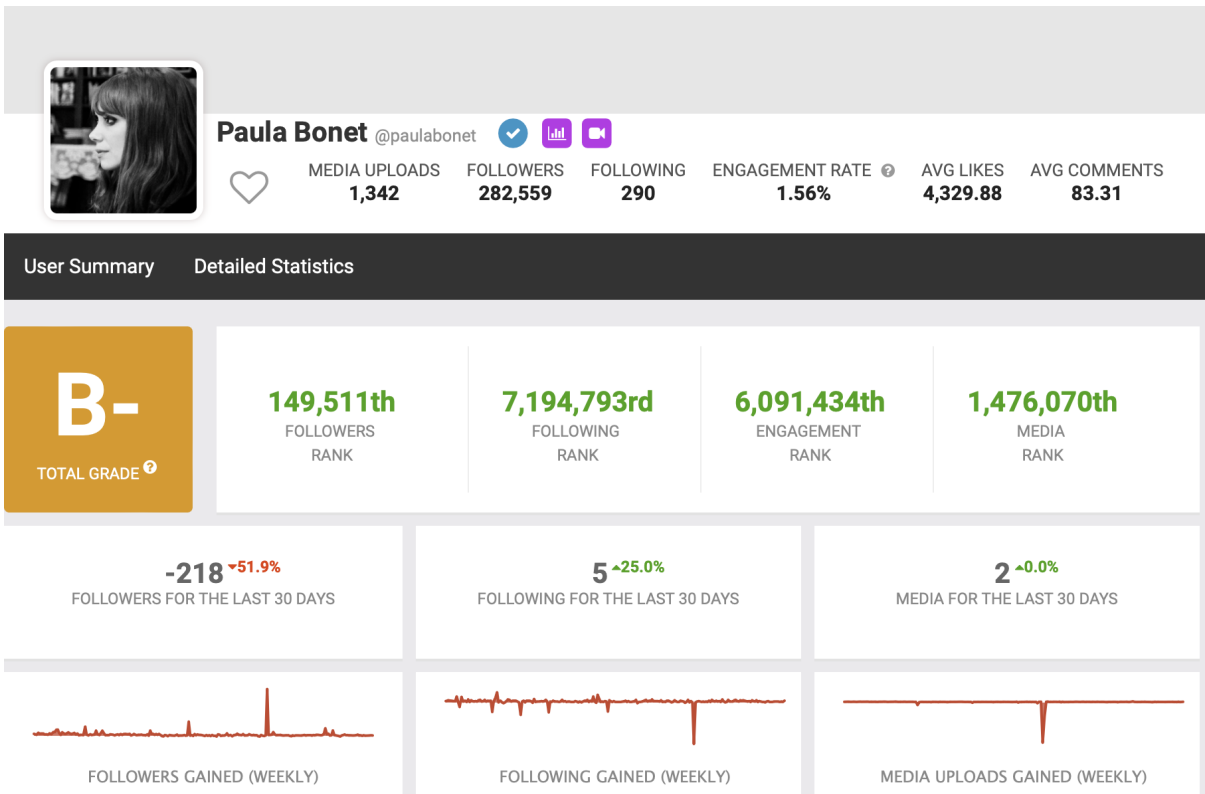 Paula Bonet @paulabonet
MEDIA UPLOADS FOLLOWERS FOLLOWING ENGAGEMENT RATE ? AVG LIKES AVG COMMENTS
1,342 282,559 290 1.56% 4,329.88 83.31
User Summary Detailed Statistics
B-
TOTAL GRADE ?
149,511th 7,194,793rd 6,091,434th 1,476,070th
FOLLOWERS FOLLOWING ENGAGEMENT MEDIA
RANK RANK RANK RANK
-218 51.9% 5 25.0% 2 0.0%
FOLLOWERS FOR THE LAST 30 DAYS FOLLOWING FOR THE LAST 30 DAYS MEDIA FOR THE LAST 30 DAYS
FOLLOWERS GAINED (WEEKLY) FOLLOWING GAINED (WEEKLY) MEDIA UPLOADS GAINED (WEEKLY)